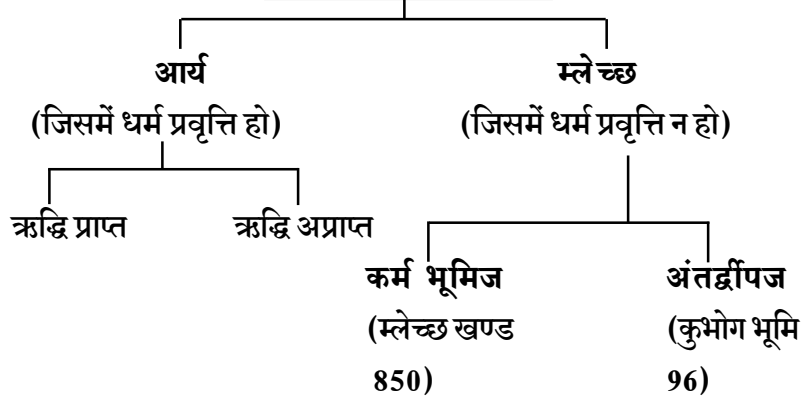 आर्य म्लेच्छ
(जिसमें धर्म प्रवृत्ति हो) (जिसमें धर्म प्रवृत्ति न हो)
ऋद्धि प्राप्त ऋद्धि अप्राप्त
कर्म भूमिज अंतर्द्वीपज
(म्लेच्छ खण्ड (कुभोग भूमि
850) 96)